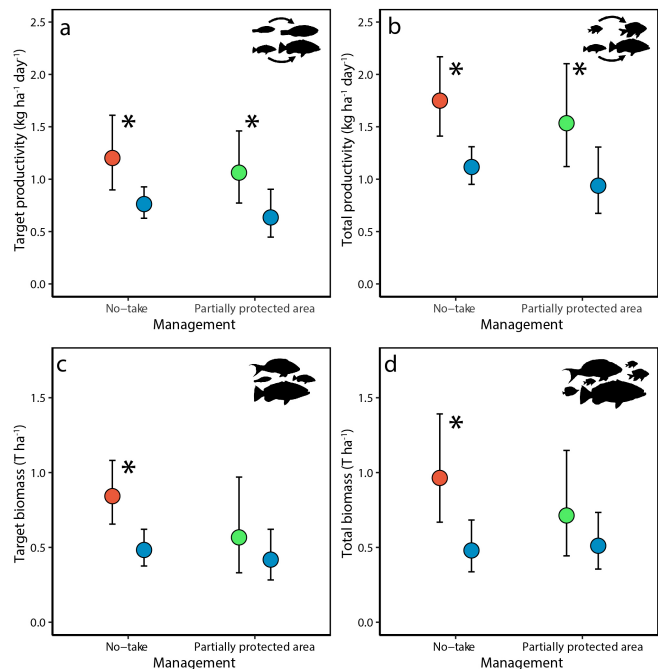 a
Target productivity (kg ha⁻¹ day⁻¹)
2.5
2.0
1.5
1.0
0.5
0.0
*
*
No−take
Partially protected area
Management
b
Total productivity (kg ha⁻¹ day⁻¹)
2.5
2.0
1.5
1.0
0.5
0.0
*
*
No−take
Partially protected area
Management
c
Target biomass (T ha⁻¹)
1.5
1.0
0.5
0.0
*
No−take
Partially protected area
Management
d
Total biomass (T ha⁻¹)
1.5
1.0
0.5
0.0
*
No−take
Partially protected area
Management